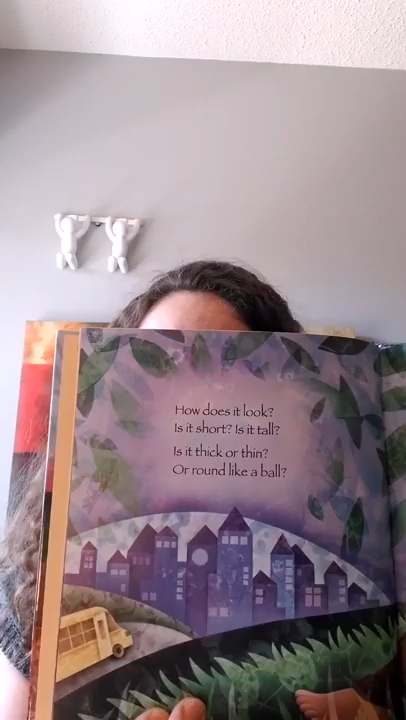 How does it look?
Is it short? Is it tall?
Is it thick or thin?
Or round like a ball?